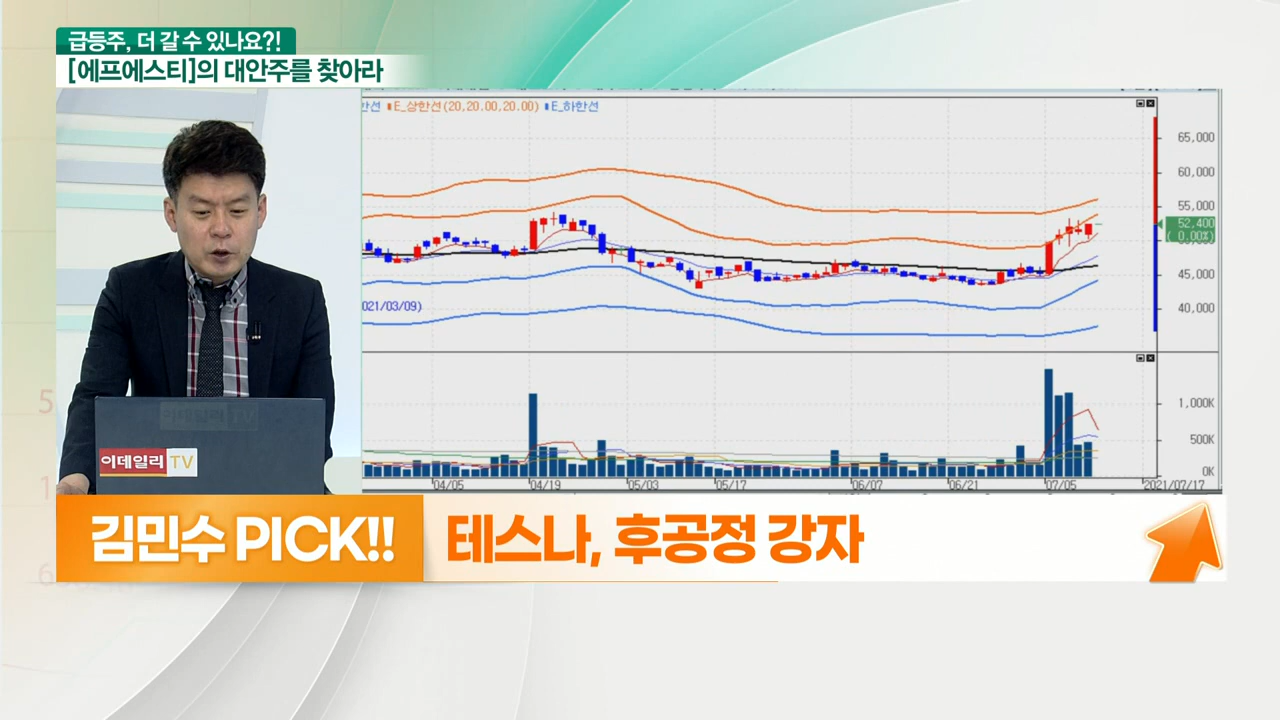 급등주, 더 갈 수 있나요?!
[에프에스티]의 대안주를 찾아라
한선 E_상한선(20,20.00,20.00) E_하한선
65,000
60,000
55,000
52,400
( 0.00%)
45,000
40,000
021/03/09)
1,000K
500K
0K
04/05 04/19 05/03 05/17 06/07 06/21 07/05 2021/07/17
이데일리 TV
김민수 PICK!!
테스나, 후공정 강자